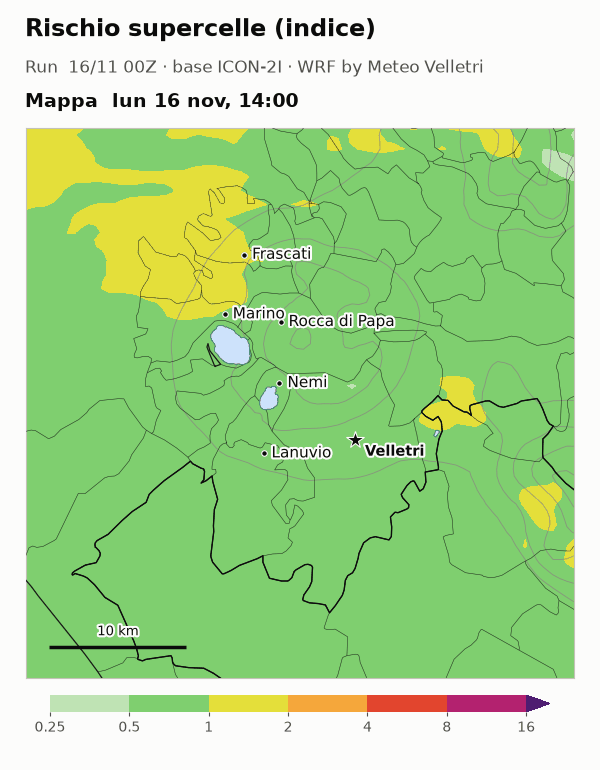 Rischio supercelle (indice)
Run  16/11 00Z · base ICON-2I · WRF by Meteo Velletri
Mappa  lun 16 nov, 14:00
Frascati
Marino
Rocca di Papa
Nemi
Velletri
Lanuvio
10 km
0.25 0.5 1 2 4 8 16